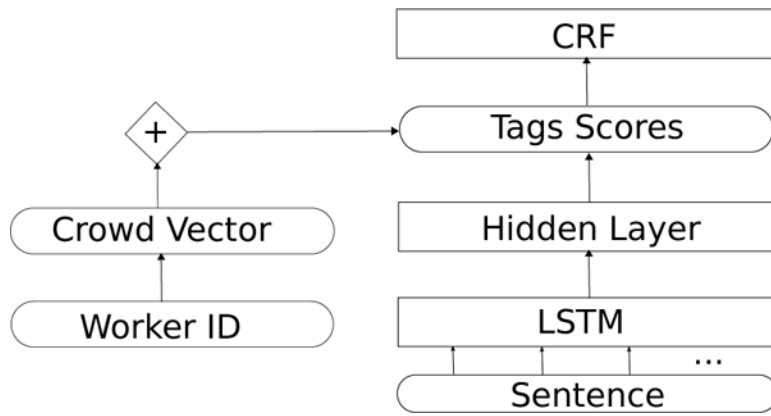 CRF
+
Tags Scores
Crowd Vector
Hidden Layer
Worker ID
LSTM
...
Sentence